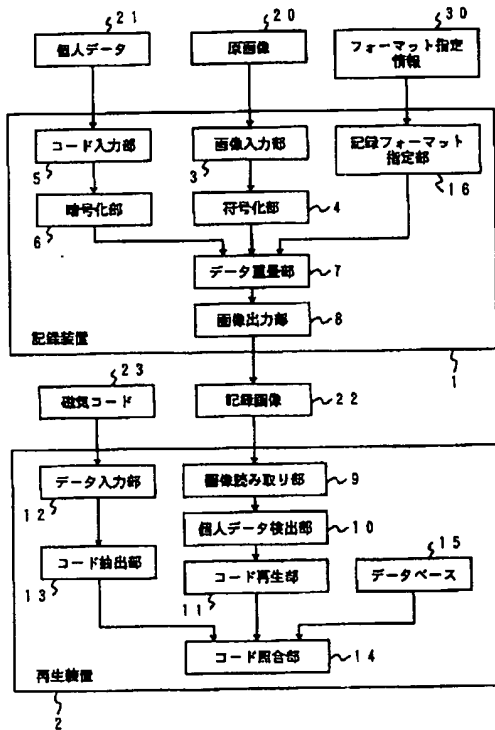 21
20
30
個人データ
原画像
フォーマット指定
情報
コード入力部
画像入力部
記録フォーマット
指定部
5
3
16
暗号化部
符号化部
4
6
データ重畳部
7
画像出力部
8
記録装置
1
23
磁気コード
記録画像
22
データ入力部
画像読み取り部
9
12
個人データ検出部
10
15
コード抽出部
コード再生部
データベース
13
11
コード照合部
14
再生装置
2